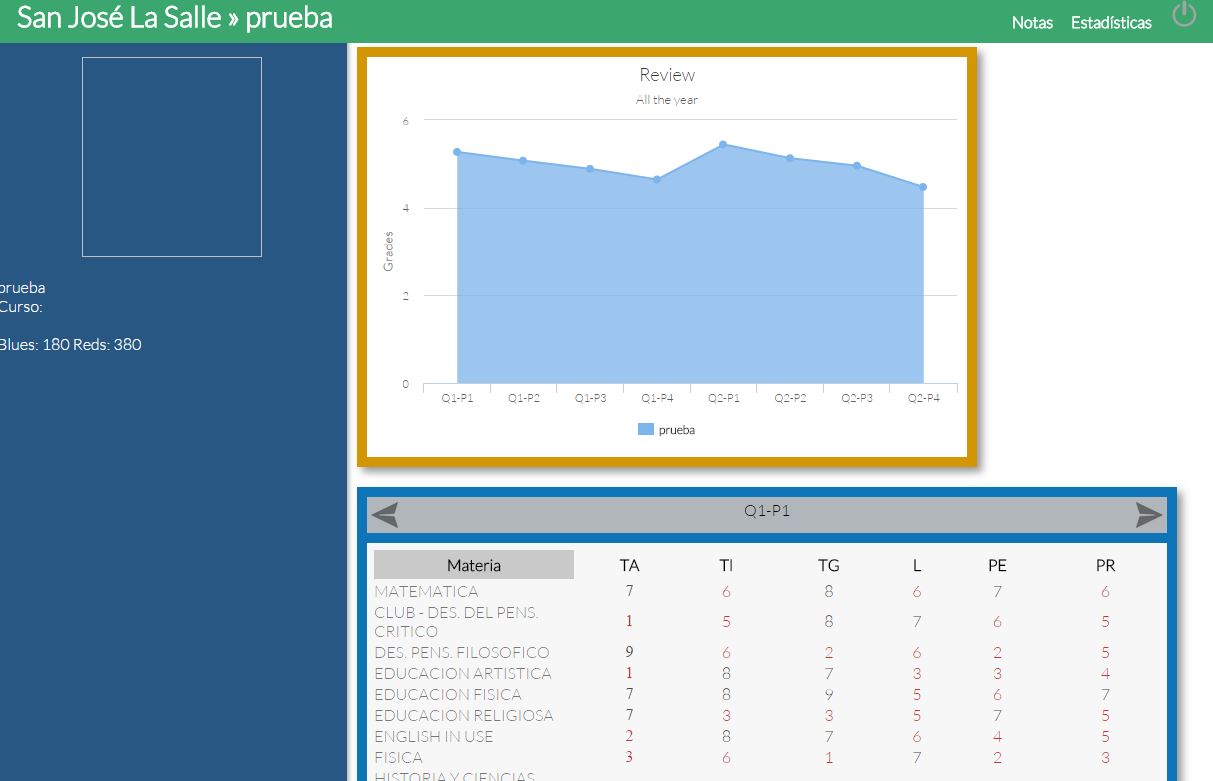 San José La Salle » prueba
Notas Estadísticas
prueba
Curso:
Blues: 180 Reds: 380
Review
All the year
Grades
6
4
2
0
Q1-P1 Q1-P2 Q1-P3 Q1-P4 Q2-P1 Q2-P2 Q2-P3 Q2-P4
prueba
Q1-P1
Materia TA TI TG L PE PR
MATEMATICA 7 6 8 6 7 6
CLUB - DES. DEL PENS.
CRITICO 1 5 8 7 6 5
DES. PENS. FILOSOFICO 9 6 2 6 2 5
EDUCACION ARTISTICA 1 8 7 3 3 4
EDUCACION FISICA 7 8 9 5 6 7
EDUCACION RELIGIOSA 7 3 3 5 7 5
ENGLISH IN USE 2 8 7 6 4 5
FISICA 3 6 1 7 2 3
HISTORIA Y CIENCIAS